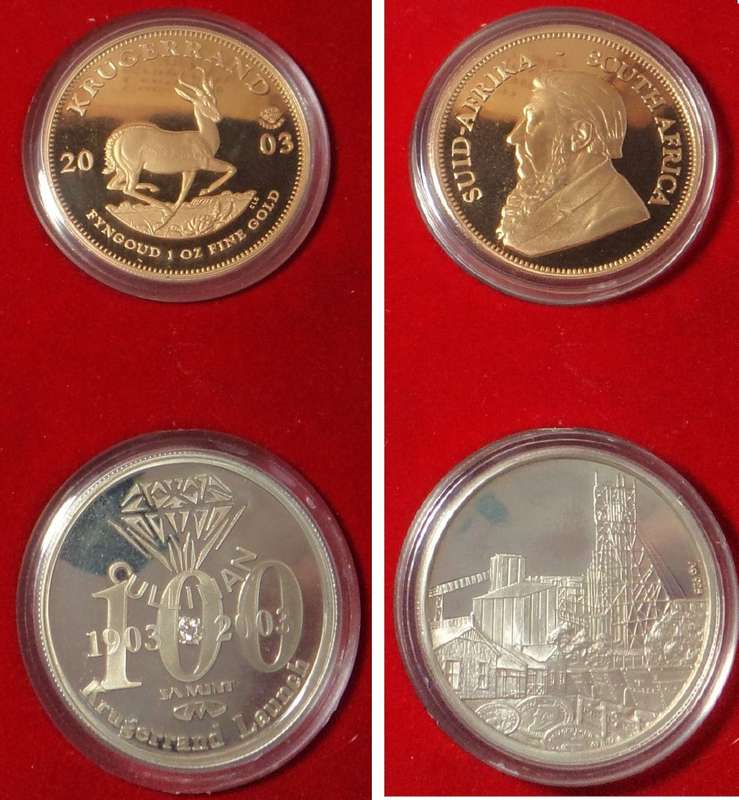 KRUGERRAND
20 03
FYNGOUD 1 OZ FINE GOLD
SUID-AFRIKA - SOUTH AFRICA
CULLINAN
100
1903 2003
SA MINT
Krugerrand Launch